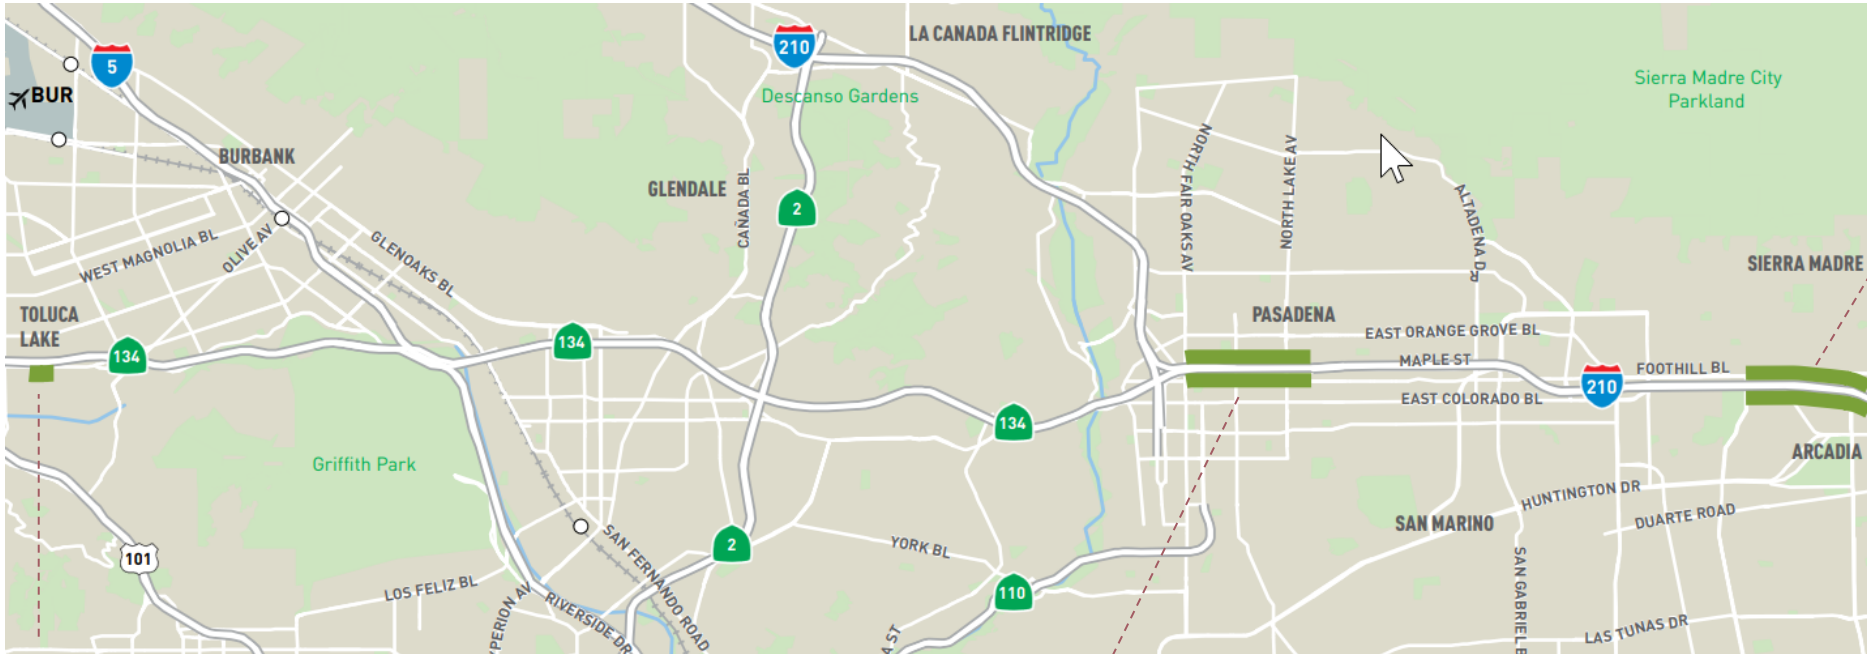 5
BUR
BURBANK
WEST MAGNOLIA BL
OLIVE AV
GLENOAKS BL
TOLUCA
LAKE
134
134
Griffith Park
101
LOS FELIZ BL
RIVERSIDE DR
SAN FERNANDO ROAD
210
LA CANADA FLINTRIDGE
Descanso Gardens
GLENDALE
CAÑADA BL
2
2
134
YORK BL
110
NORTH FAIR OAKS AV
NORTH LAKE AV
ALTADENA DR
Sierra Madre City
Parkland
SIERRA MADRE
PASADENA
EAST ORANGE GROVE BL
MAPLE ST
FOOTHILL BL
210
EAST COLORADO BL
ARCADIA
HUNTINGTON DR
DUARTE ROAD
SAN MARINO
SAN GABRIEL
LAS TUNAS DR
YPERION AV
A ST